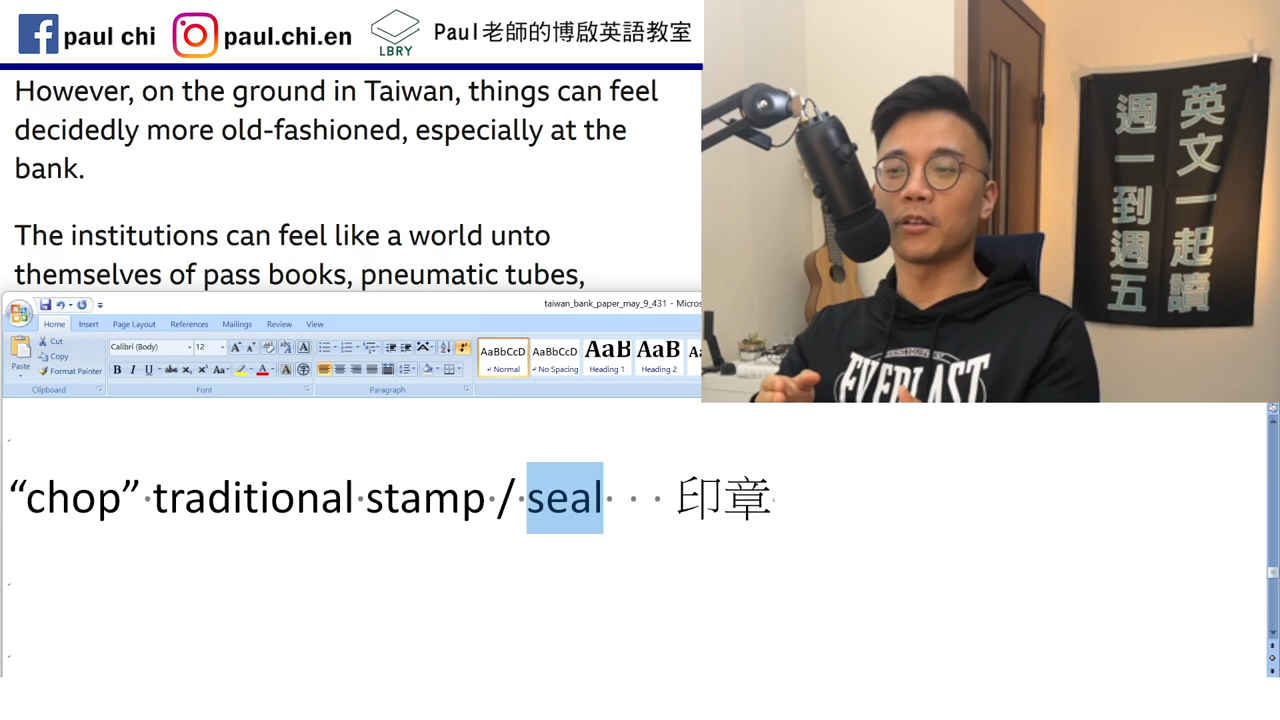 paul chi
paul.chi.en
LBRY
Paul老師的博啟英語教室
However, on the ground in Taiwan, things can feel
decidedly more old-fashioned, especially at the
bank.
The institutions can feel like a world unto
themselves of pass books, pneumatic tubes,
taiwan_bank_paper_may_9_431 - Micros
Home Insert Page Layout References Mailings Review View
Paste
Cut
Copy
Format Painter
Clipboard
Calibri (Body) 12
Font
Paragraph
AaBbCcD AaBbCcD AaBbC AaBbC
Normal No Spacing Heading 1 Heading 2
“chop” traditional stamp / seal 印章
英文一起讀
週一到週五
EVERLAST